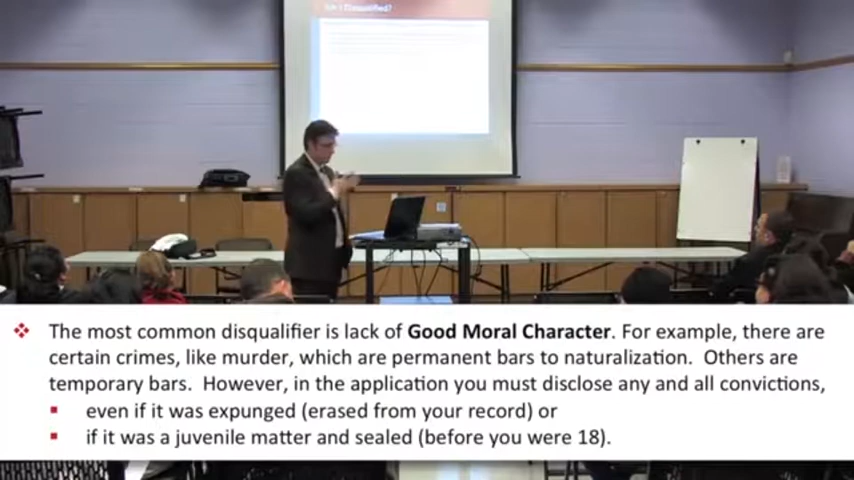 Am I Disqualified?
❖ The most common disqualifier is lack of Good Moral Character. For example, there are
certain crimes, like murder, which are permanent bars to naturalization.  Others are
temporary bars.  However, in the application you must disclose any and all convictions,
▪ even if it was expunged (erased from your record) or
▪ if it was a juvenile matter and sealed (before you were 18).